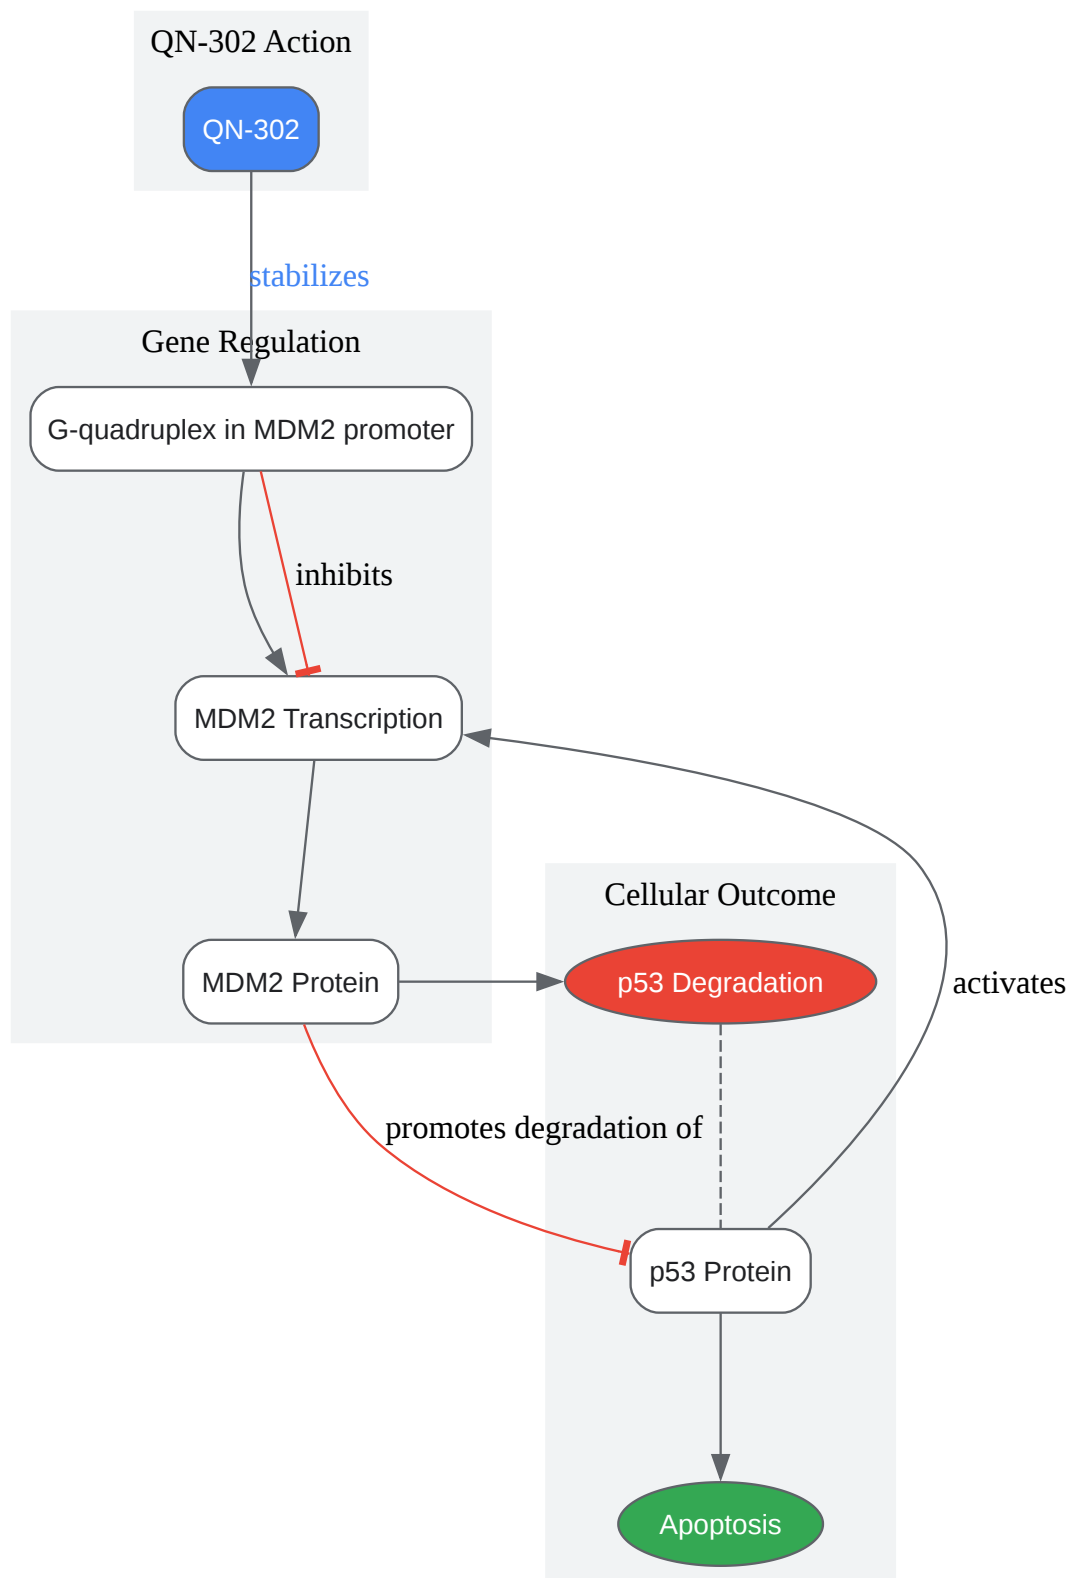 QN-302 Action
QN-302
stabilizes
Gene Regulation
G-quadruplex in MDM2 promoter
inhibits
MDM2 Transcription
Cellular Outcome
MDM2 Protein
p53 Degradation
activates
promotes degradation of
p53 Protein
Apoptosis